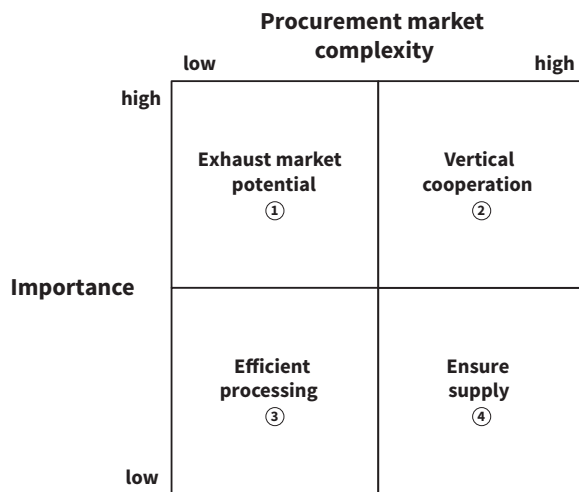 Procurement market
complexity
low
high
high
Exhaust market
potential
①
Vertical
cooperation
②
Importance
Efficient
processing
③
Ensure
supply
④
low